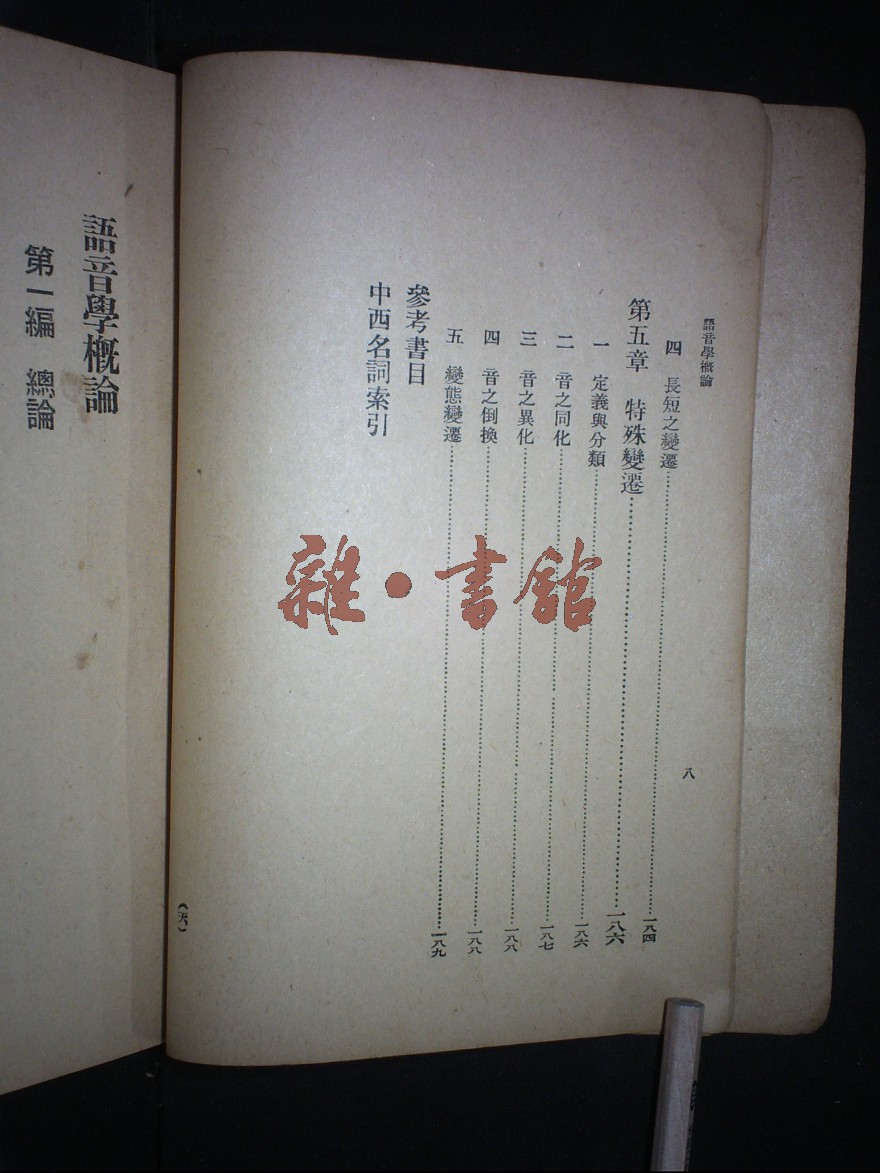 語音學概論
八
四　長短之變遷……一八四
第五章　特殊變遷……一八六
一　定義與分類……一八六
二　音之同化……一八七
三　音之異化……一八八
四　音之倒換……一八八
五　變態變遷……一八九
參考書目
中西名詞索引
語音學概論
第一編　總論
雜・書館